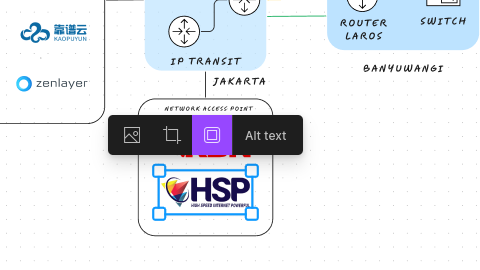 靠谱云
KAOPUYUN
zenlayer
IP TRANSIT
JAKARTA
ROUTER
LAROS
SWITCH
BANYUWANGI
NETWORK ACCESS POINT
Alt text
HSP
HIGH SPEED INTERNET POWERFUL